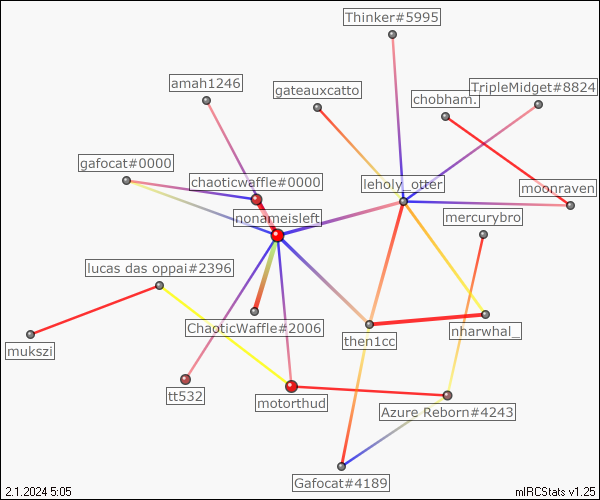 Thinker#5995
amah1246
gateauxcatto
chobham.
TripleMidget#8824
gafocat#0000
chaoticwaffle#0000
leholy_otter
moonraven
nonameisleft
mercurybro
lucas das oppai#2396
ChaoticWaffle#2006
then1cc
nharwhal_
mukszi
tt532
motorthud
Azure Reborn#4243
Gafocat#4189
2.1.2024 5:05
mIRCStats v1.25